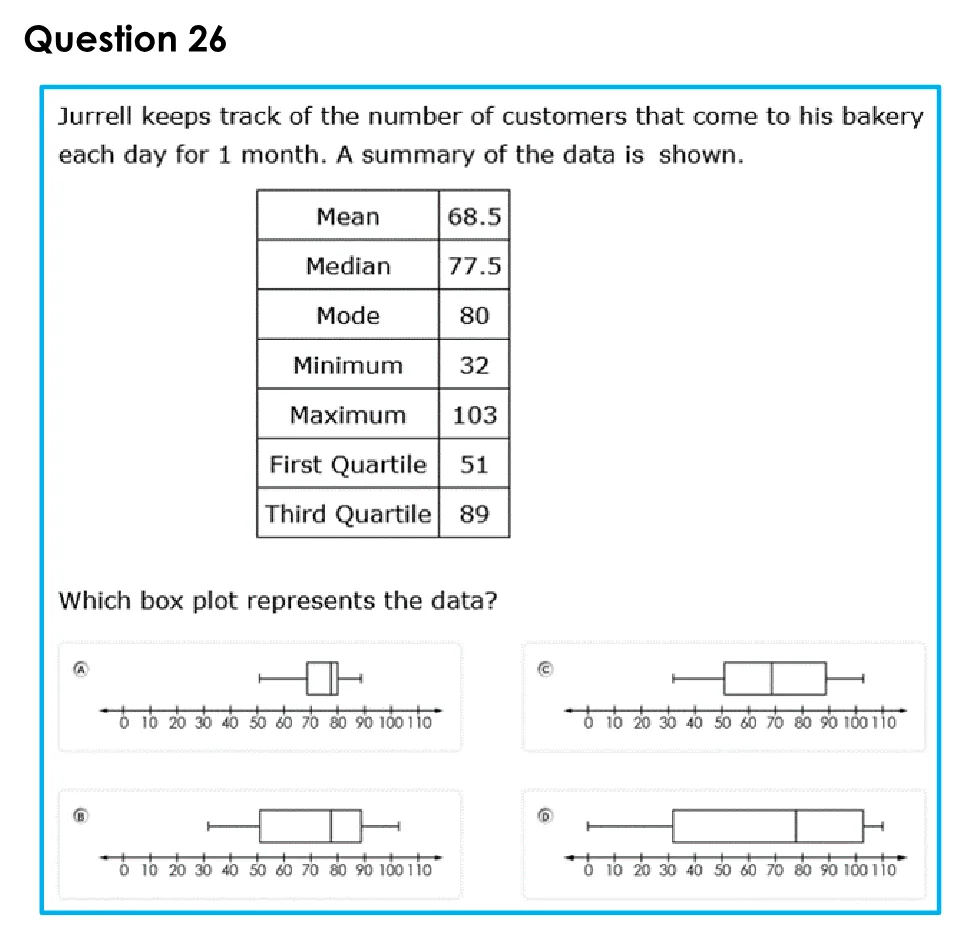 Question 26
Jurrell keeps track of the number of customers that come to his bakery
each day for 1 month. A summary of the data is shown.
Mean 68.5
Median 77.5
Mode 80
Minimum 32
Maximum 103
First Quartile 51
Third Quartile 89
Which box plot represents the data?
A
0 10 20 30 40 50 60 70 80 90 100 110
B
0 10 20 30 40 50 60 70 80 90 100 110
C
0 10 20 30 40 50 60 70 80 90 100 110
D
0 10 20 30 40 50 60 70 80 90 100 110